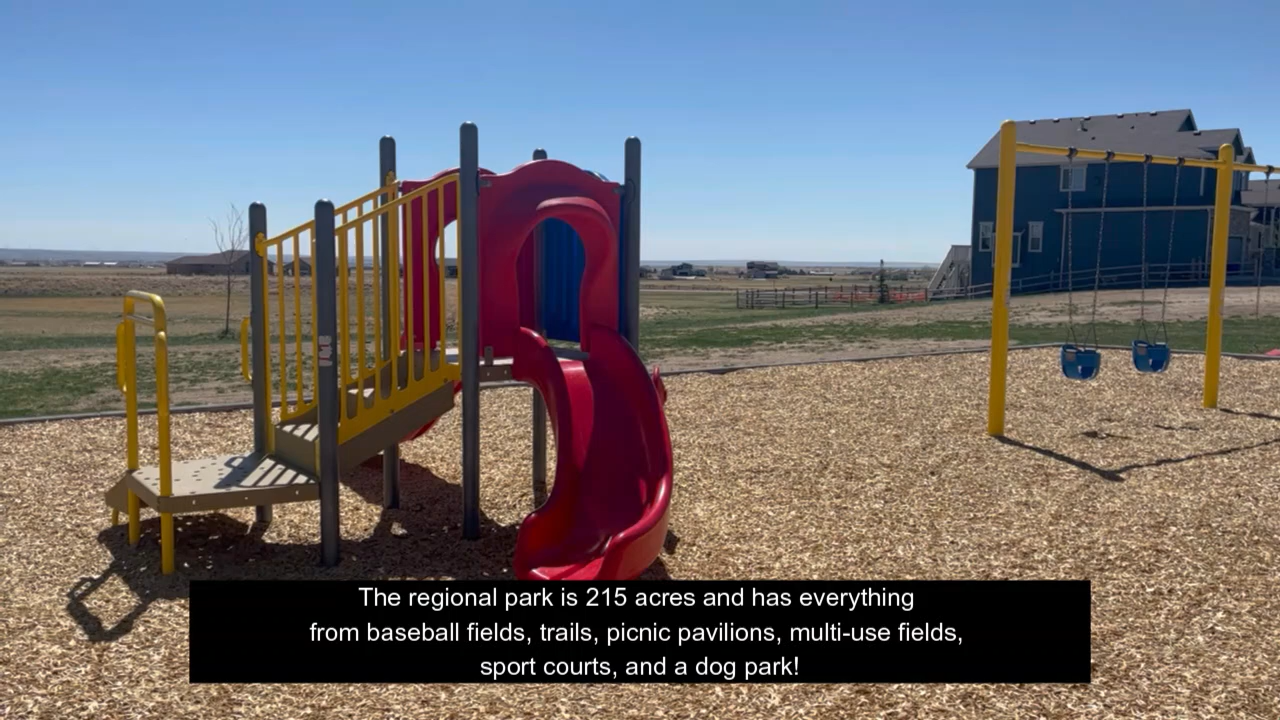 The regional park is 215 acres and has everything
from baseball fields, trails, picnic pavilions, multi-use fields,
sport courts, and a dog park!